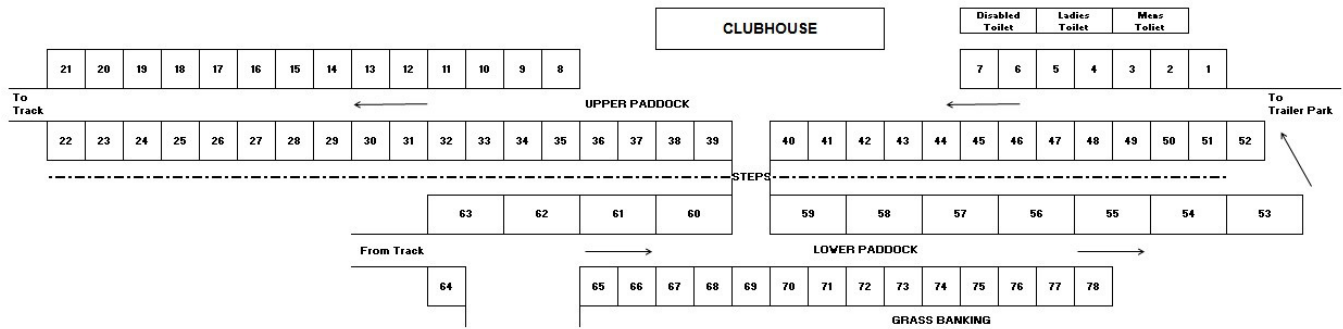 CLUBHOUSE
Disabled Toilet
Ladies Toilet
Mens Toliet
21 20 19 18 17 16 15 14 13 12 11 10 9 8
7 6 5 4 3 2 1
To Track
UPPER PADDOCK
To Trailer Park
22 23 24 25 26 27 28 29 30 31 32 33 34 35 36 37 38 39
40 41 42 43 44 45 46 47 48 49 50 51 52
STEPS
63 62 61 60
59 58 57 56 55 54 53
From Track
LOWER PADDOCK
64
65 66 67 68 69 70 71 72 73 74 75 76 77 78
GRASS BANKING